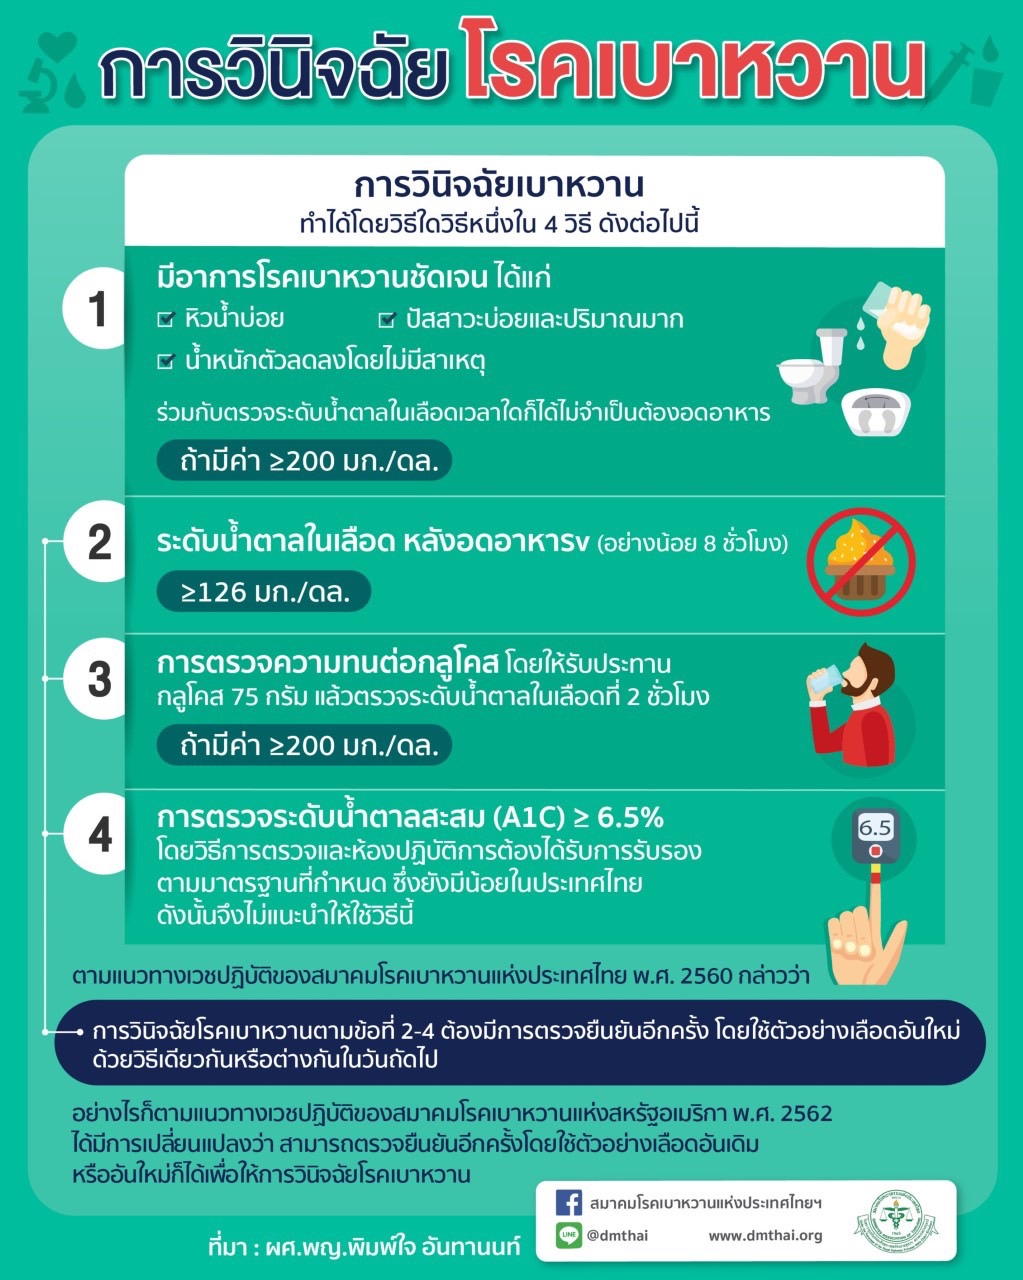 การวินิจฉัยโรคเบาหวาน
การวินิจฉัยเบาหวาน
ทำได้โดยวิธีใดวิธีหนึ่งใน 4 วิธี ดังต่อไปนี้
1
มีอาการโรคเบาหวานชัดเจน ได้แก่
หิวน้ำบ่อย
ปัสสาวะบ่อยและปริมาณมาก
น้ำหนักตัวลดลงโดยไม่มีสาเหตุ
ร่วมกับตรวจระดับน้ำตาลในเลือดเวลาใดก็ได้ไม่จำเป็นต้องอดอาหาร
ถ้ามีค่า ≥200 มก./ดล.
2
ระดับน้ำตาลในเลือด หลังอดอาหารv (อย่างน้อย 8 ชั่วโมง)
≥126 มก./ดล.
3
การตรวจความทนต่อกลูโคส โดยให้รับประทาน
กลูโคส 75 กรัม แล้วตรวจระดับน้ำตาลในเลือดที่ 2 ชั่วโมง
ถ้ามีค่า ≥200 มก./ดล.
4
การตรวจระดับน้ำตาลสะสม (A1C) ≥ 6.5%
6.5
โดยวิธีการตรวจและห้องปฏิบัติการต้องได้รับการรับรอง
ตามมาตรฐานที่กำหนด ซึ่งยังมีน้อยในประเทศไทย
ดังนั้นจึงไม่แนะนำให้ใช้วิธีนี้
ตามแนวทางเวชปฏิบัติของสมาคมโรคเบาหวานแห่งประเทศไทย พ.ศ. 2560 กล่าวว่า
• การวินิจฉัยโรคเบาหวานตามข้อที่ 2-4 ต้องมีการตรวจยืนยันอีกครั้ง โดยใช้ตัวอย่างเลือดอันใหม่
ด้วยวิธีเดียวกันหรือต่างกันในวันถัดไป
อย่างไรก็ตามแนวทางเวชปฏิบัติของสมาคมโรคเบาหวานแห่งสหรัฐอเมริกา พ.ศ. 2562
ได้มีการเปลี่ยนแปลงว่า สามารถตรวจยืนยันอีกครั้งโดยใช้ตัวอย่างเลือดอันเดิม
หรืออันใหม่ก็ได้เพื่อให้การวินิจฉัยโรคเบาหวาน
ที่มา : ผศ.พญ.พิมพ์ใจ อันทานนท์
สมาคมโรคเบาหวานแห่งประเทศไทยฯ
LINE
@dmthai
www.dmthai.org